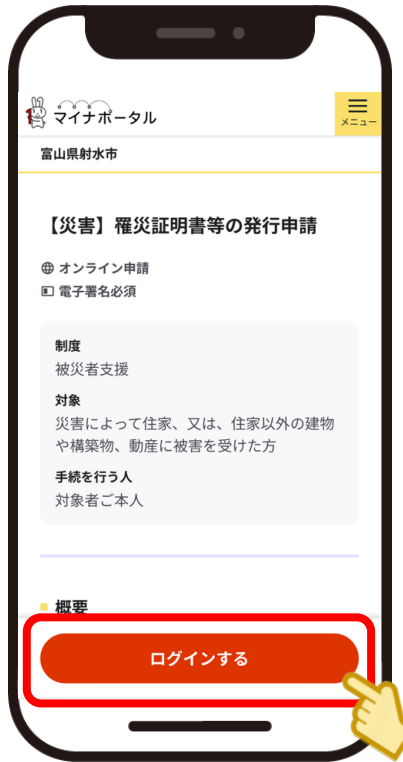 マイナポータル
メニュー
富山県射水市
【災害】罹災証明書等の発行申請
オンライン申請
電子署名必須
制度
被災者支援
対象
災害によって住家、又は、住家以外の建物
や構築物、動産に被害を受けた方
手続を行う人
対象者ご本人
概要
ログインする